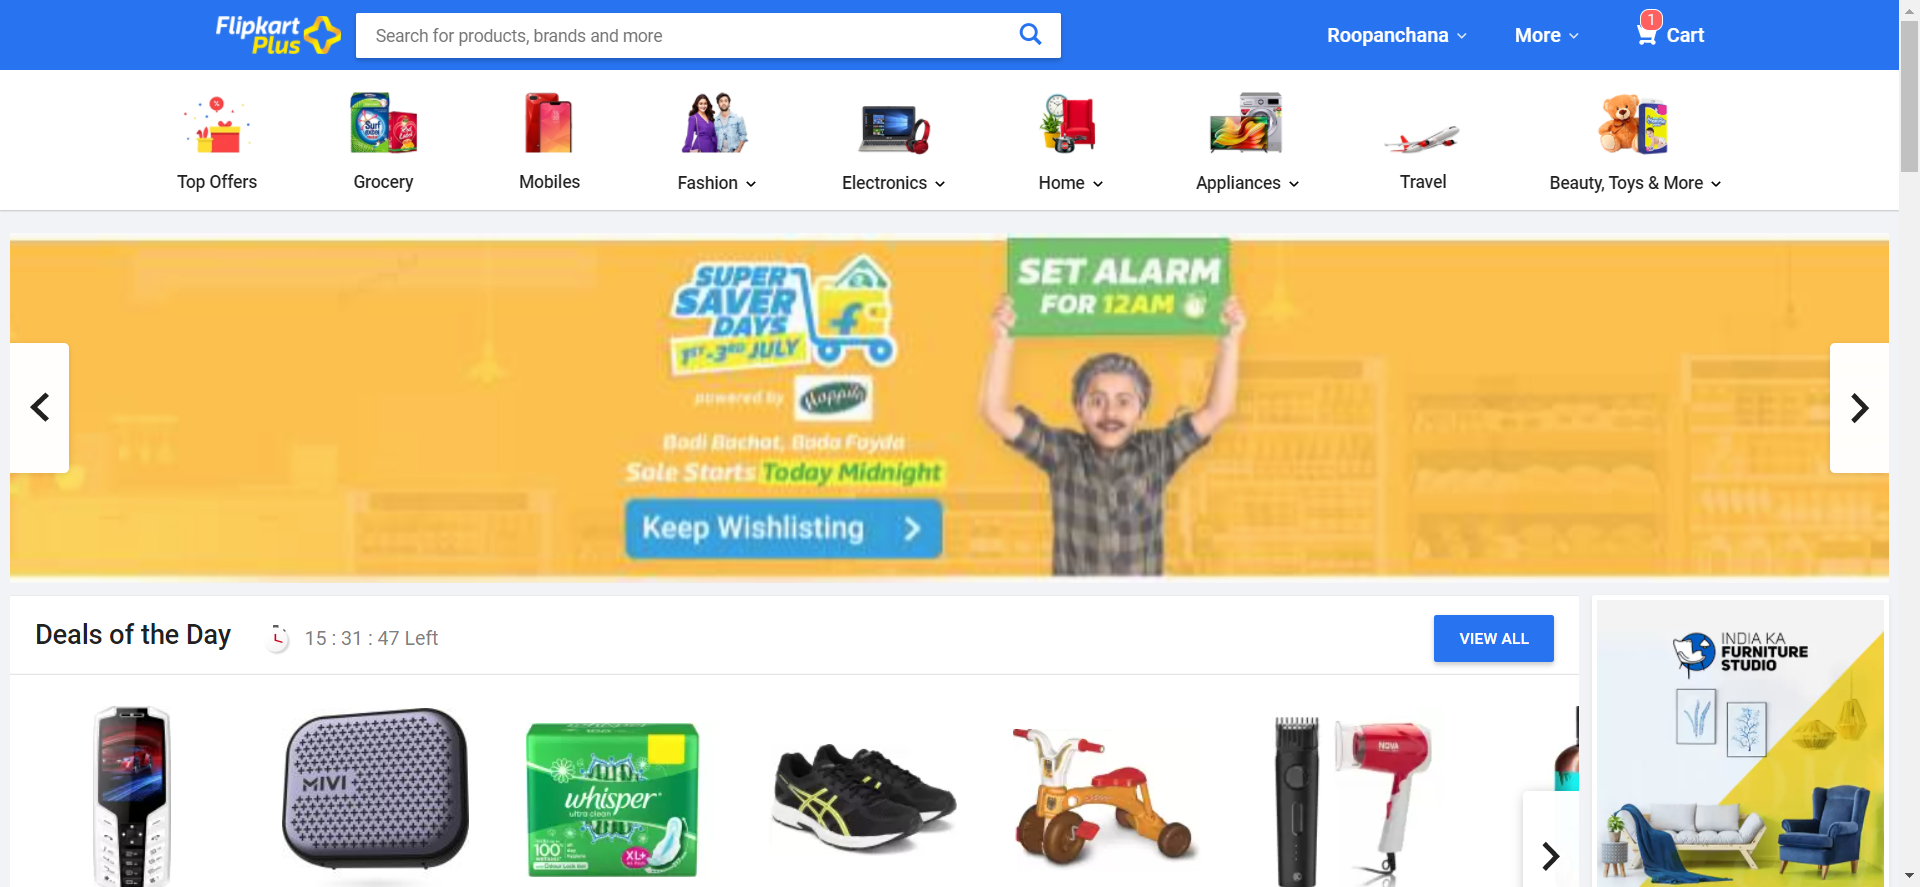 Flipkart
Plus
Search for products, brands and more
Roopanchana
More
1
Cart
%
Surf
excel
Top Offers
Grocery
Mobiles
Fashion
Electronics
Home
Appliances
Travel
Beauty, Toys & More
SUPER
SAVER
DAYS
1ST-3RD JULY
f
powered by
Happilo
Badi Bachat, Bada Fayda
Sale Starts Today Midnight
Keep Wishlisting
SET ALARM
FOR 12AM
Deals of the Day
15 : 31 : 47 Left
VIEW ALL
INDIA KA
FURNITURE
STUDIO
MIVI
whisper
ultra clean
100
XL+
NOVA